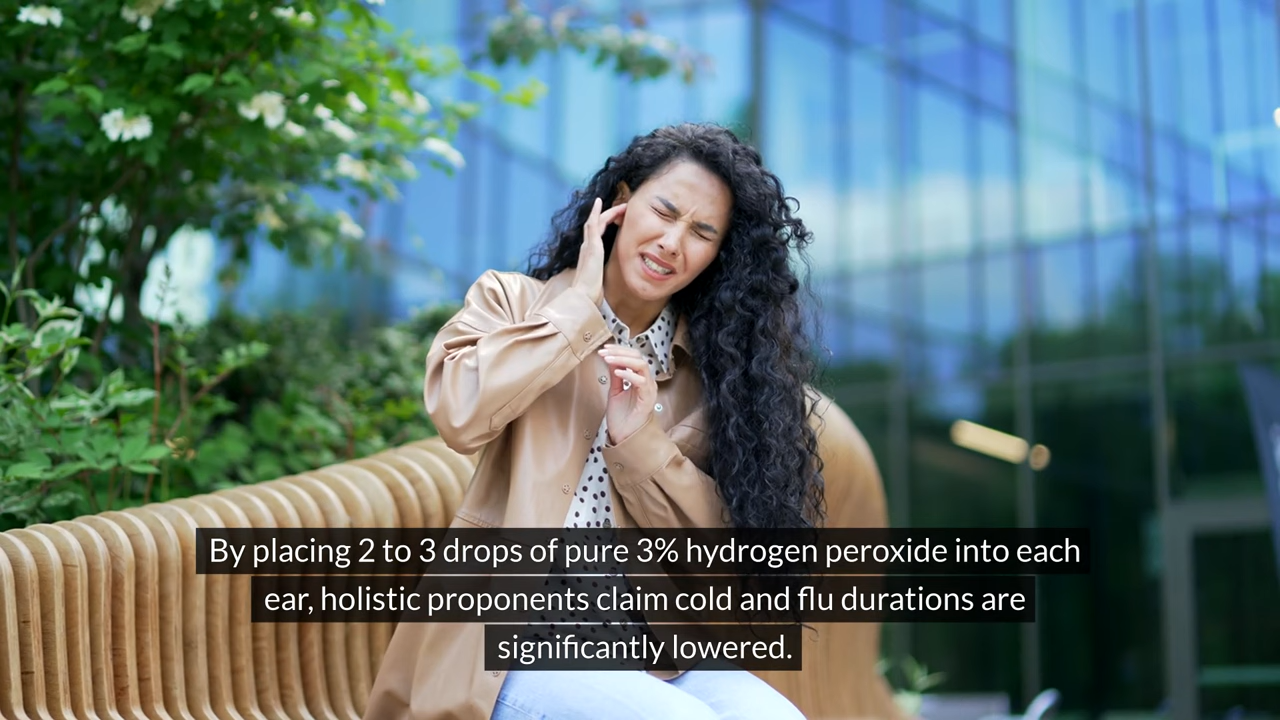 By placing 2 to 3 drops of pure 3% hydrogen peroxide into each
ear, holistic proponents claim cold and flu durations are
significantly lowered.